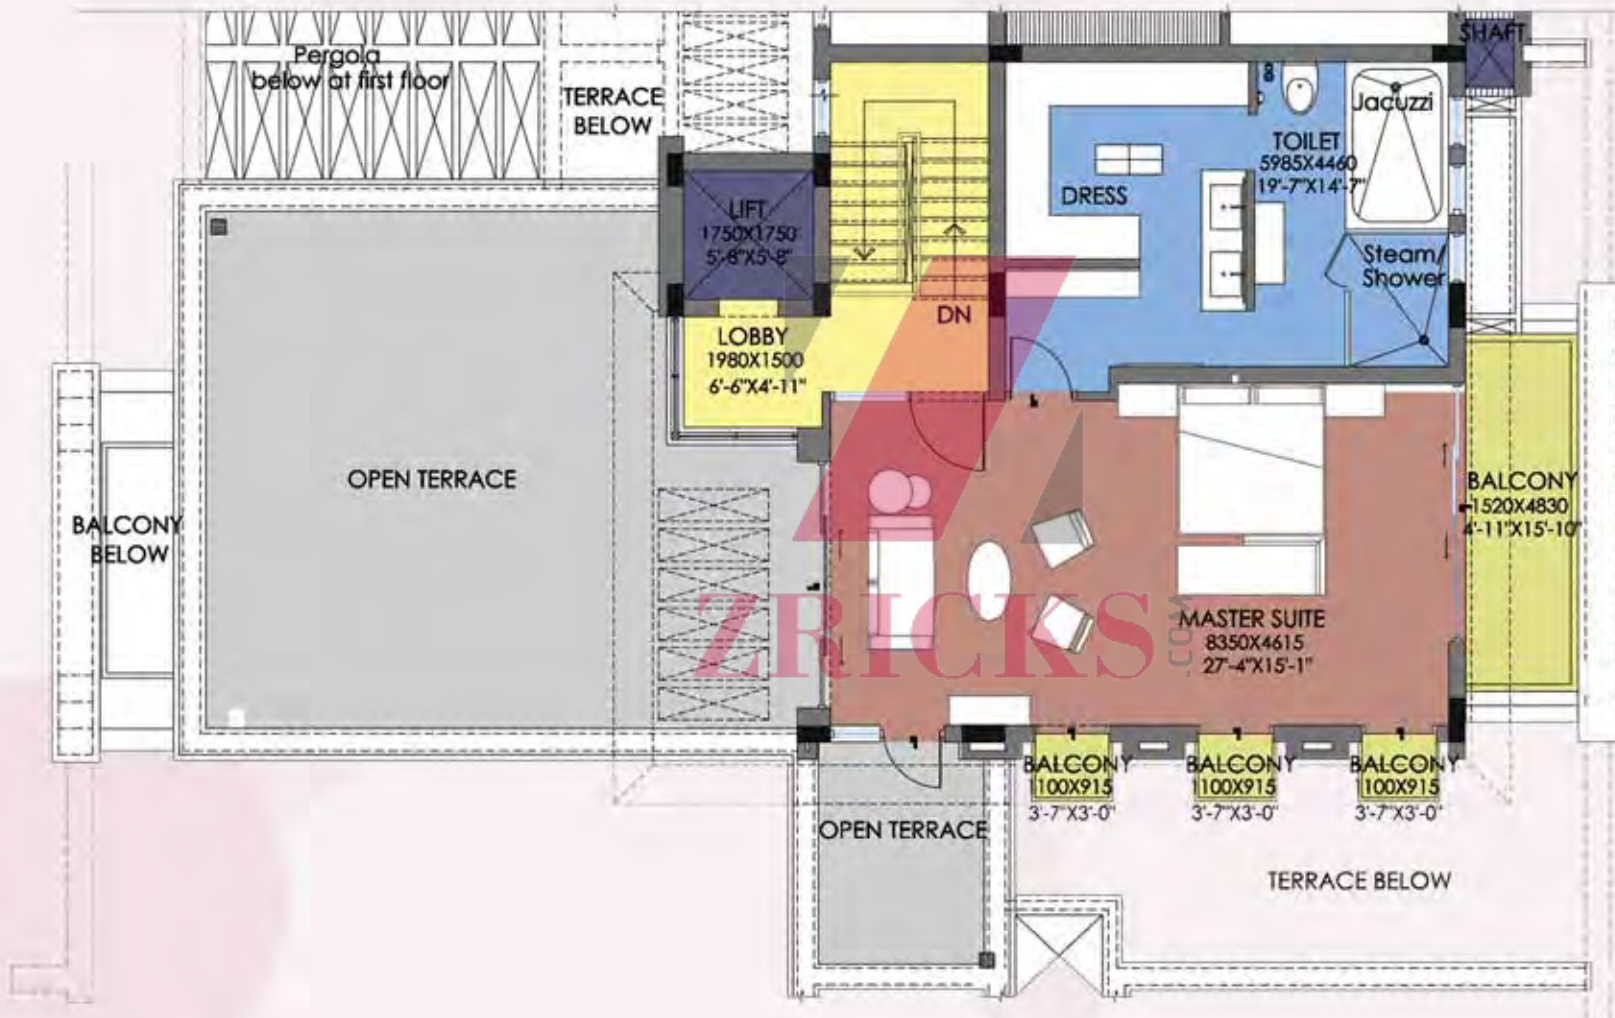 Pergola
below at first floor
TERRACE
BELOW
SHAFT
Jacuzzi
TOILET
5985X4460
19'-7"X14'-7"
DRESS
LIFT
1750X1750
5'-8"X5'-8"
Steam/
Shower
DN
LOBBY
1980X1500
6'-6"X4'-11"
OPEN TERRACE
BALCONY
1520X4830
4'-11"X15'-10"
BALCONY
BELOW
ZRICKS
.COM
MASTER SUITE
8350X4615
27'-4"X15'-1"
BALCONY
1100X915
3'-7"X3'-0"
BALCONY
1100X915
3'-7"X3'-0"
BALCONY
1100X915
3'-7"X3'-0"
OPEN TERRACE
TERRACE BELOW